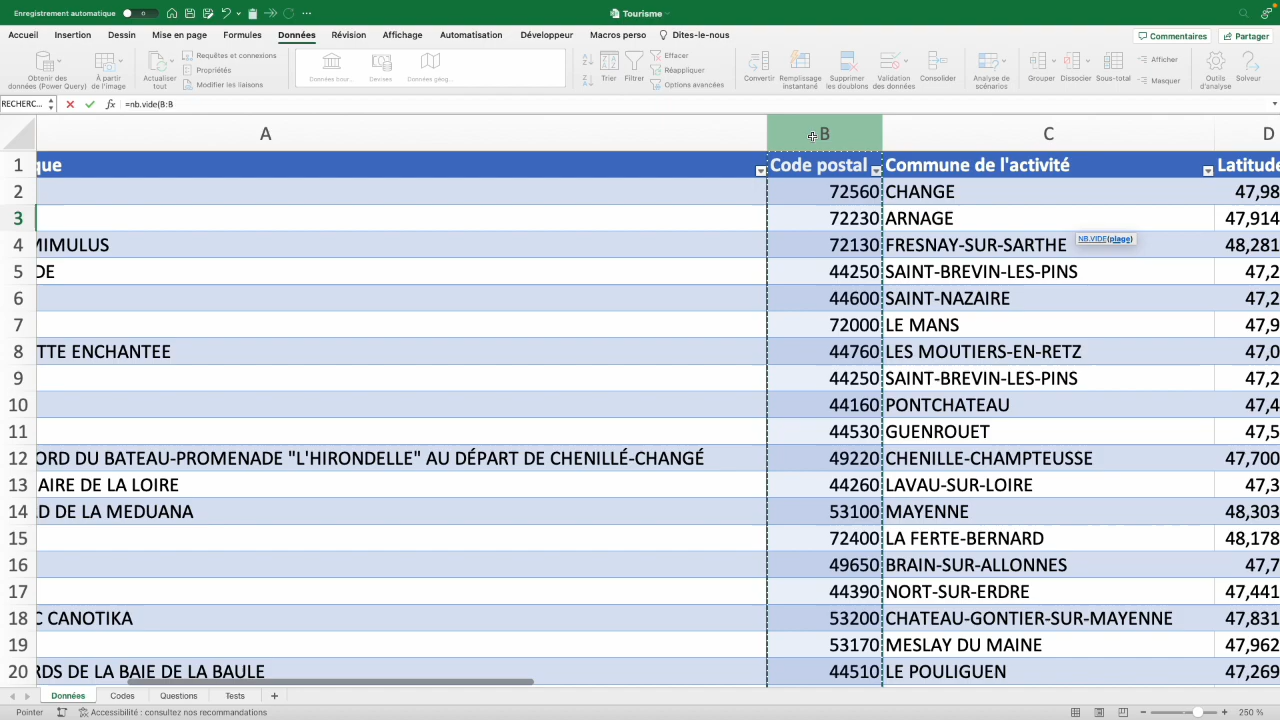 Enregistrement automatique
Tourisme
Accueil Insertion Dessin Mise en page Formules Données Révision Affichage Automatisation Développeur Macros perso Dites-le-nous
Commentaires Partager
Obtenir des données (Power Query)
À partir de l'image
Actualiser tout
Requêtes et connexions
Propriétés
Modifier les liaisons
Données bour...
Devises
Données géog...
Trier
Filtrer
Effacer
Réappliquer
Options avancées
Convertir
Remplissage instantané
Supprimer les doublons
Validation des données
Consolider
Analyse de scénarios
Grouper
Dissocier
Sous-total
Afficher
Masquer
Outils d'analyse
Solveur
RECHERC... fx =nb.vide(B:B
A B C D
1 que Code postal Commune de l'activité Latitude
2 72560 CHANGE 47,98
3 72230 ARNAGE 47,914
4 MIMULUS 72130 FRESNAY-SUR-SARTHE 48,281
NB.VIDE(plage)
5 DE 44250 SAINT-BREVIN-LES-PINS 47,2
6 44600 SAINT-NAZAIRE 47,2
7 72000 LE MANS 47,9
8 TTE ENCHANTEE 44760 LES MOUTIERS-EN-RETZ 47,0
9 44250 SAINT-BREVIN-LES-PINS 47,2
10 44160 PONTCHATEAU 47,4
11 44530 GUENROUET 47,5
12 ORD DU BATEAU-PROMENADE "L'HIRONDELLE" AU DÉPART DE CHENILLÉ-CHANGÉ 49220 CHENILLE-CHAMPTEUSSE 47,700
13 AIRE DE LA LOIRE 44260 LAVAU-SUR-LOIRE 47,3
14 D DE LA MEDUANA 53100 MAYENNE 48,303
15 72400 LA FERTE-BERNARD 48,178
16 49650 BRAIN-SUR-ALLONNES 47,7
17 44390 NORT-SUR-ERDRE 47,441
18 C CANOTIKA 53200 CHATEAU-GONTIER-SUR-MAYENNE 47,831
19 53170 MESLAY DU MAINE 47,962
20 RDS DE LA BAIE DE LA BAULE 44510 LE POULIGUEN 47,269
Données Codes Questions Tests +
Pointer Accessibilité : consultez nos recommandations 250 %